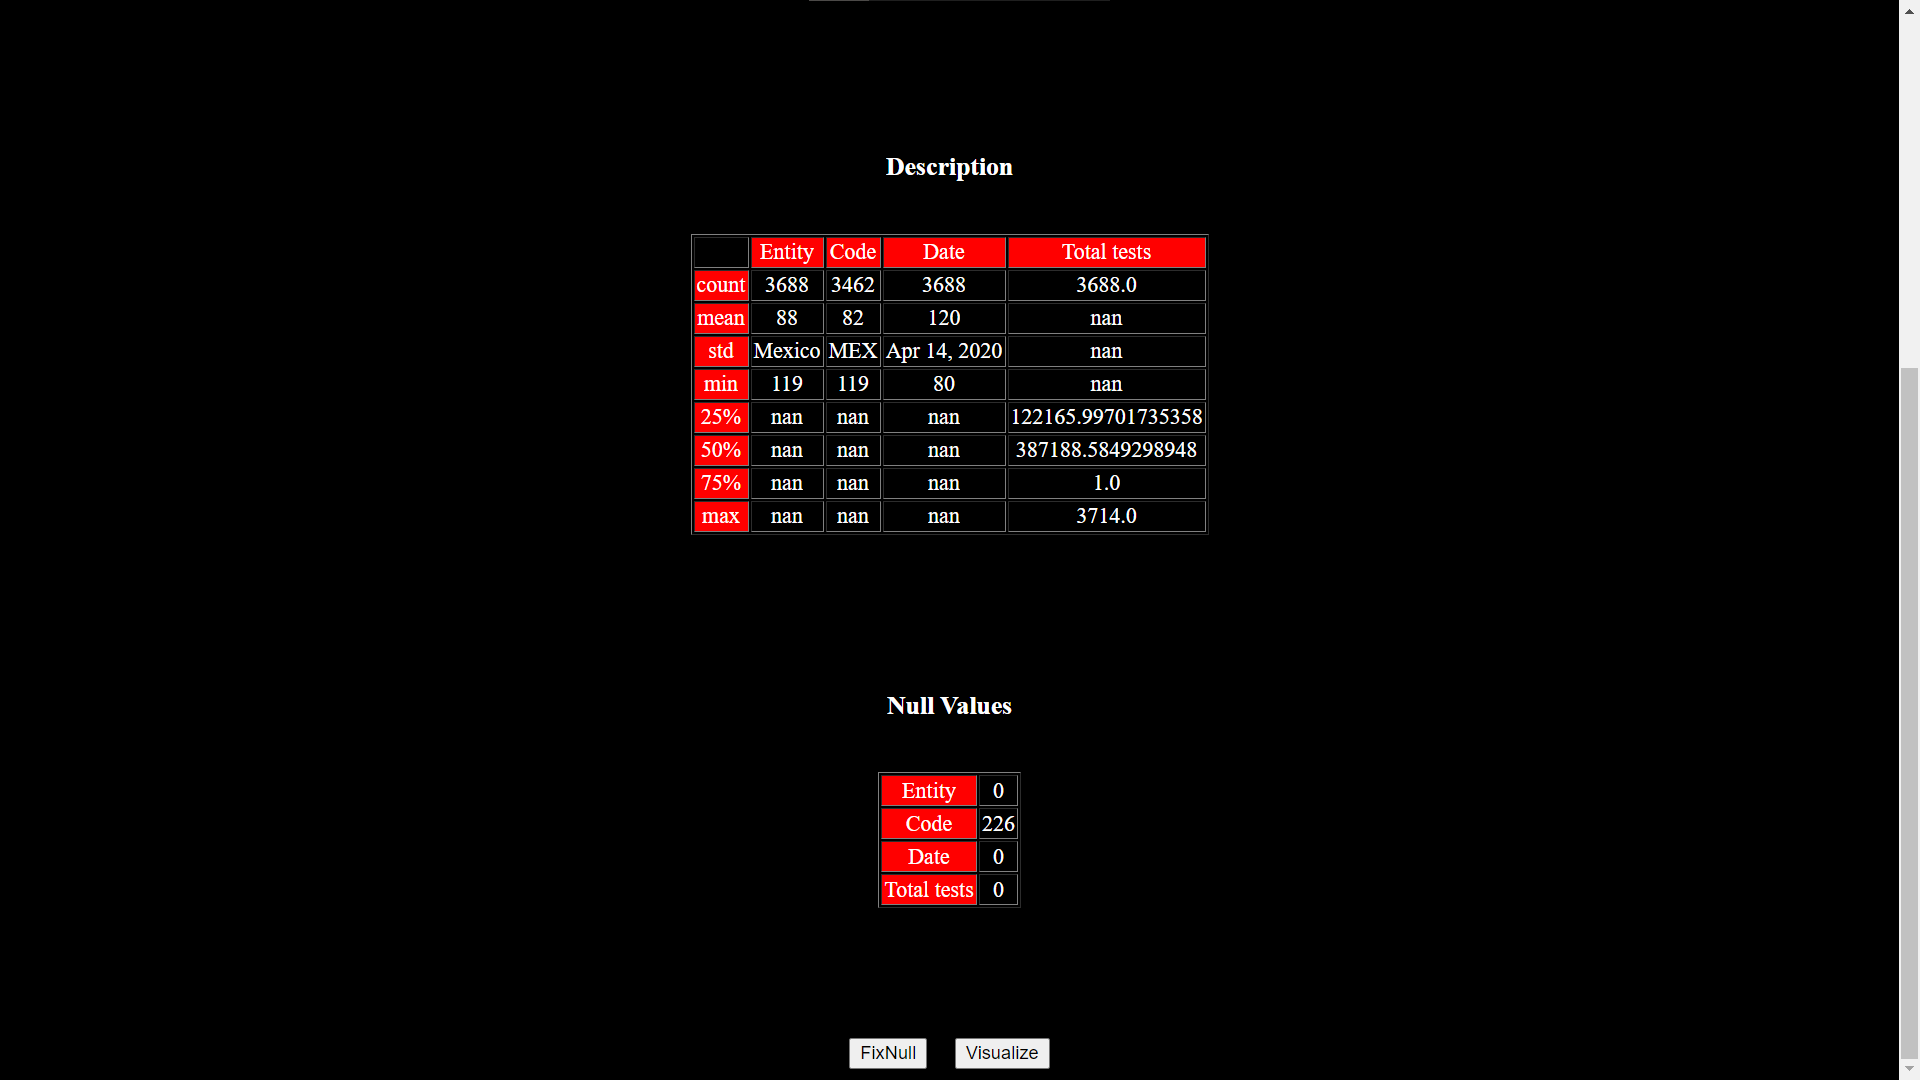 Description
Entity Code Date Total tests
count 3688 3462 3688 3688.0
mean 88 82 120 nan
std Mexico MEX Apr 14, 2020 nan
min 119 119 80 nan
25% nan nan nan 122165.99701735358
50% nan nan nan 387188.5849298948
75% nan nan nan 1.0
max nan nan nan 3714.0
Null Values
Entity 0
Code 226
Date 0
Total tests 0
FixNull Visualize